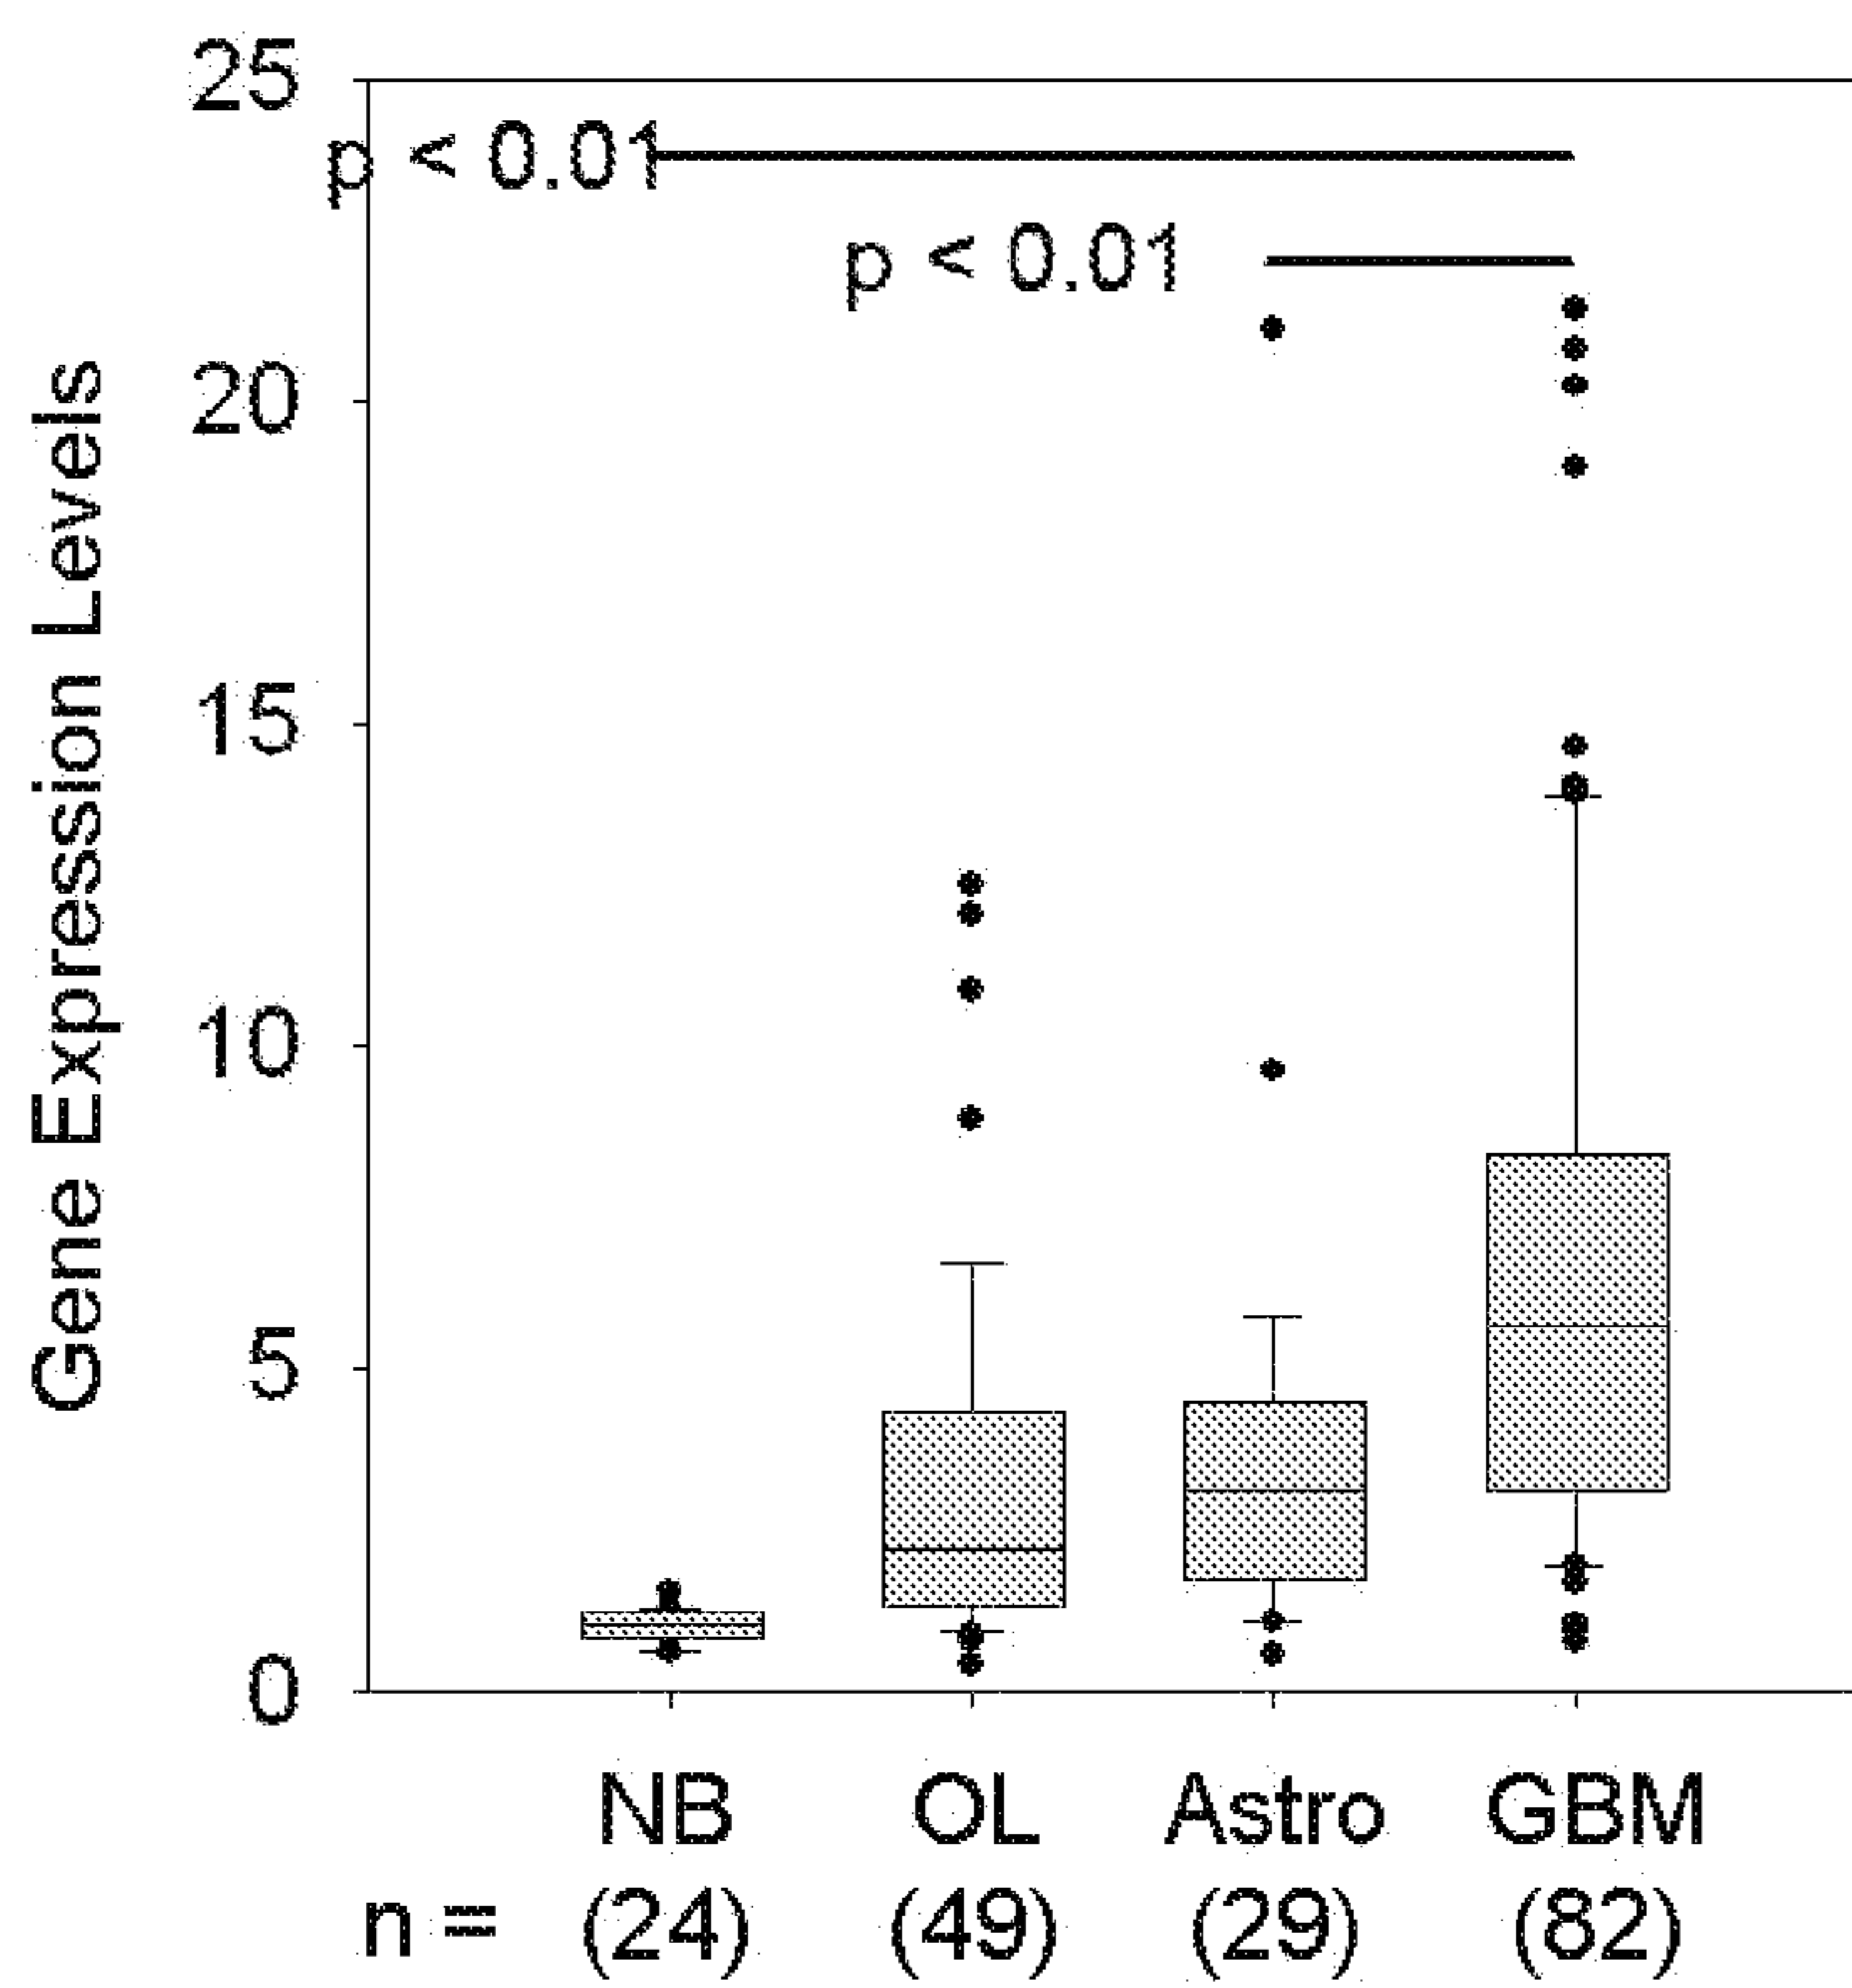 25
p < 0.01
p < 0.01
20
15
10
5
0
Gene Expression Levels
NB OL Astro GBM
n = (24) (49) (29) (82)